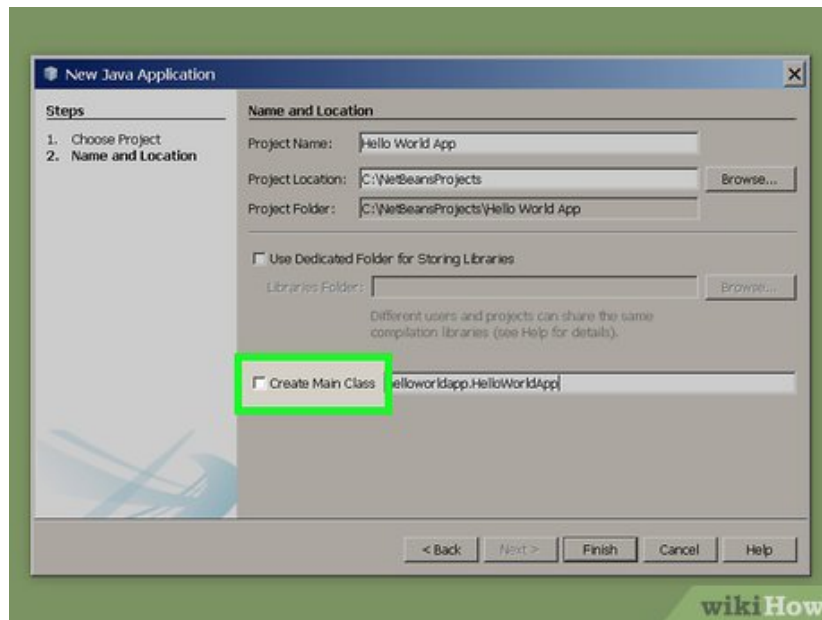 New Java Application
Steps
1. Choose Project
2. Name and Location
Name and Location
Project Name: Hello World App
Project Location: C:\NetBeansProjects Browse...
Project Folder: C:\NetBeansProjects\Hello World App
Use Dedicated Folder for Storing Libraries
Libraries Folder: Browse...
Different users and projects can share the same
compilation libraries (see Help for details).
Create Main Class elloworldapp.HelloWorldApp
< Back Next > Finish Cancel Help
wikiHow